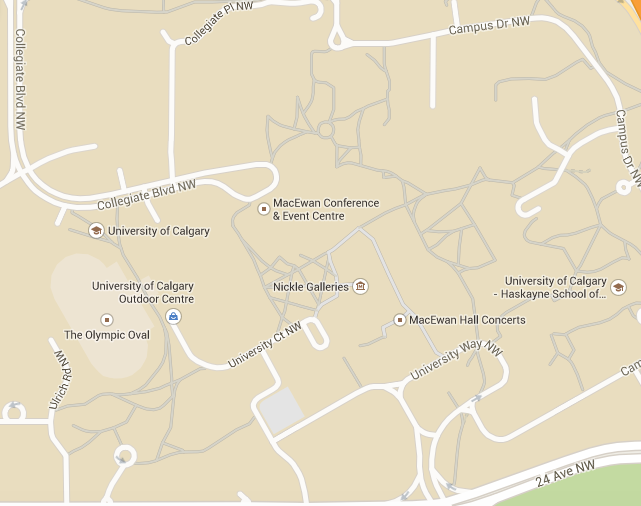 Collegiate Pl NW
Campus Dr NW
Collegiate Blvd NW
Campus Dr NW
Collegiate Blvd NW
MacEwan Conference
& Event Centre
University of Calgary
University of Calgary
Outdoor Centre
Nickle Galleries
University of Calgary
- Haskayne School of...
The Olympic Oval
MacEwan Hall Concerts
University Ct NW
University Way NW
Ulrich Rd NW
Cam
24 Ave NW